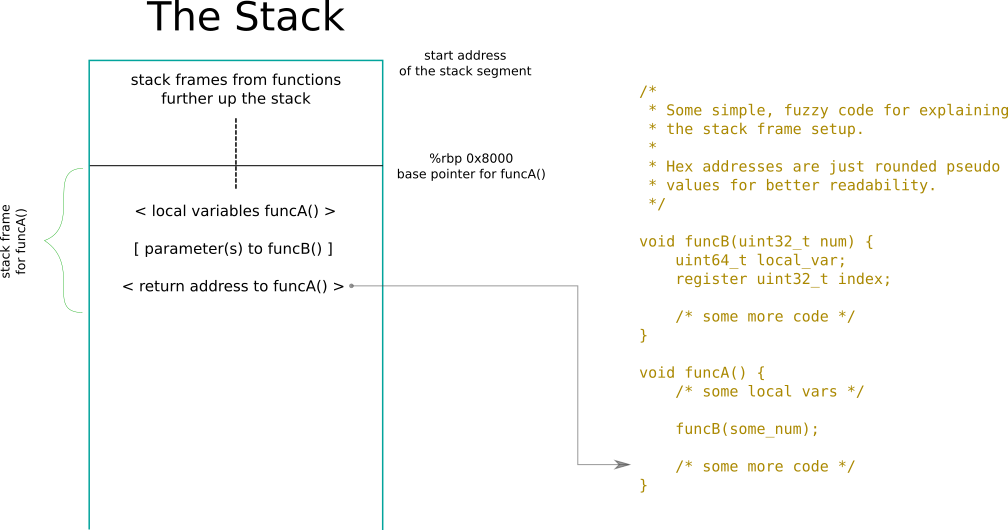 The Stack
start address
of the stack segment
stack frames from functions
further up the stack
%rbp 0x8000
base pointer for funcA()
stack frame
for funcA()
< local variables funcA() >
[ parameter(s) to funcB() ]
< return address to funcA() >
/*
 * Some simple, fuzzy code for explaining
 * the stack frame setup.
 *
 * Hex addresses are just rounded pseudo
 * values for better readability.
 */
void funcB(uint32_t num) {
    uint64_t local_var;
    register uint32_t index;
    /* some more code */
}
void funcA() {
    /* some local vars */
    funcB(some_num);
    /* some more code */
}